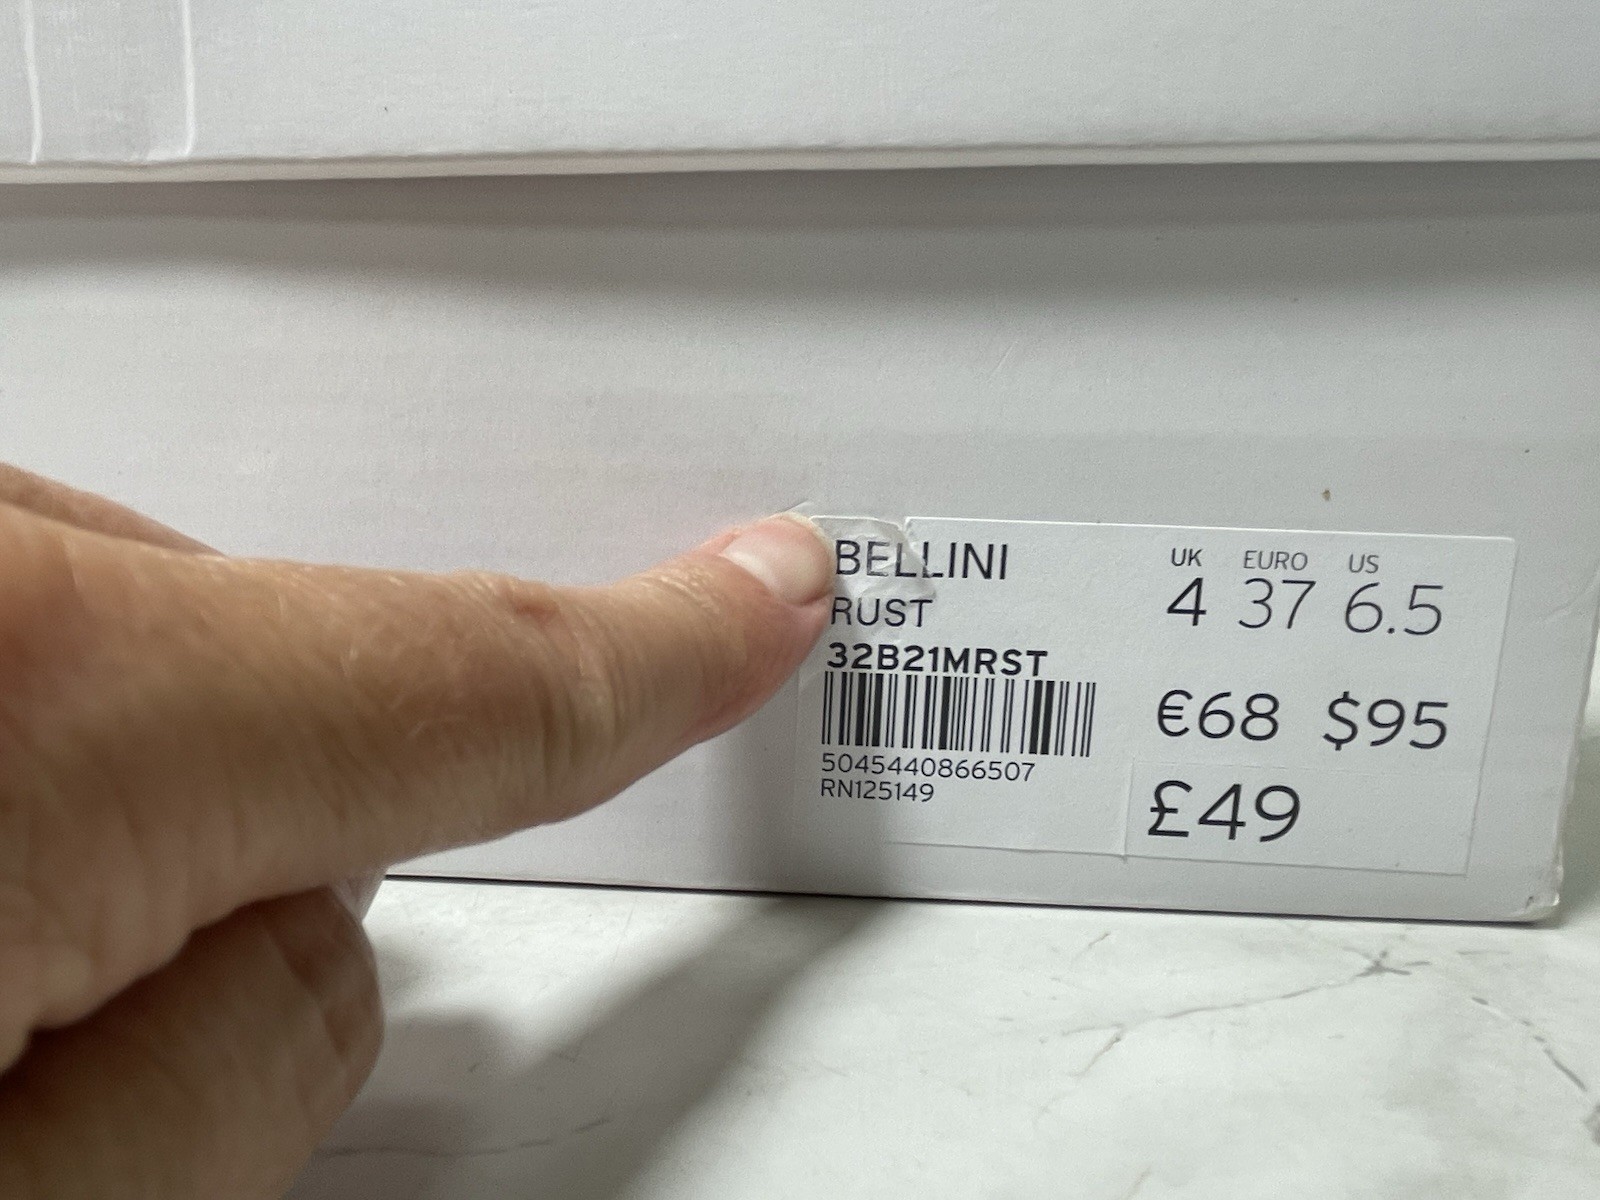 BELLINI
RUST
32B21MRST
5045440866507
RN125149
UK EURO US
4 37 6.5
€68 $95
£49